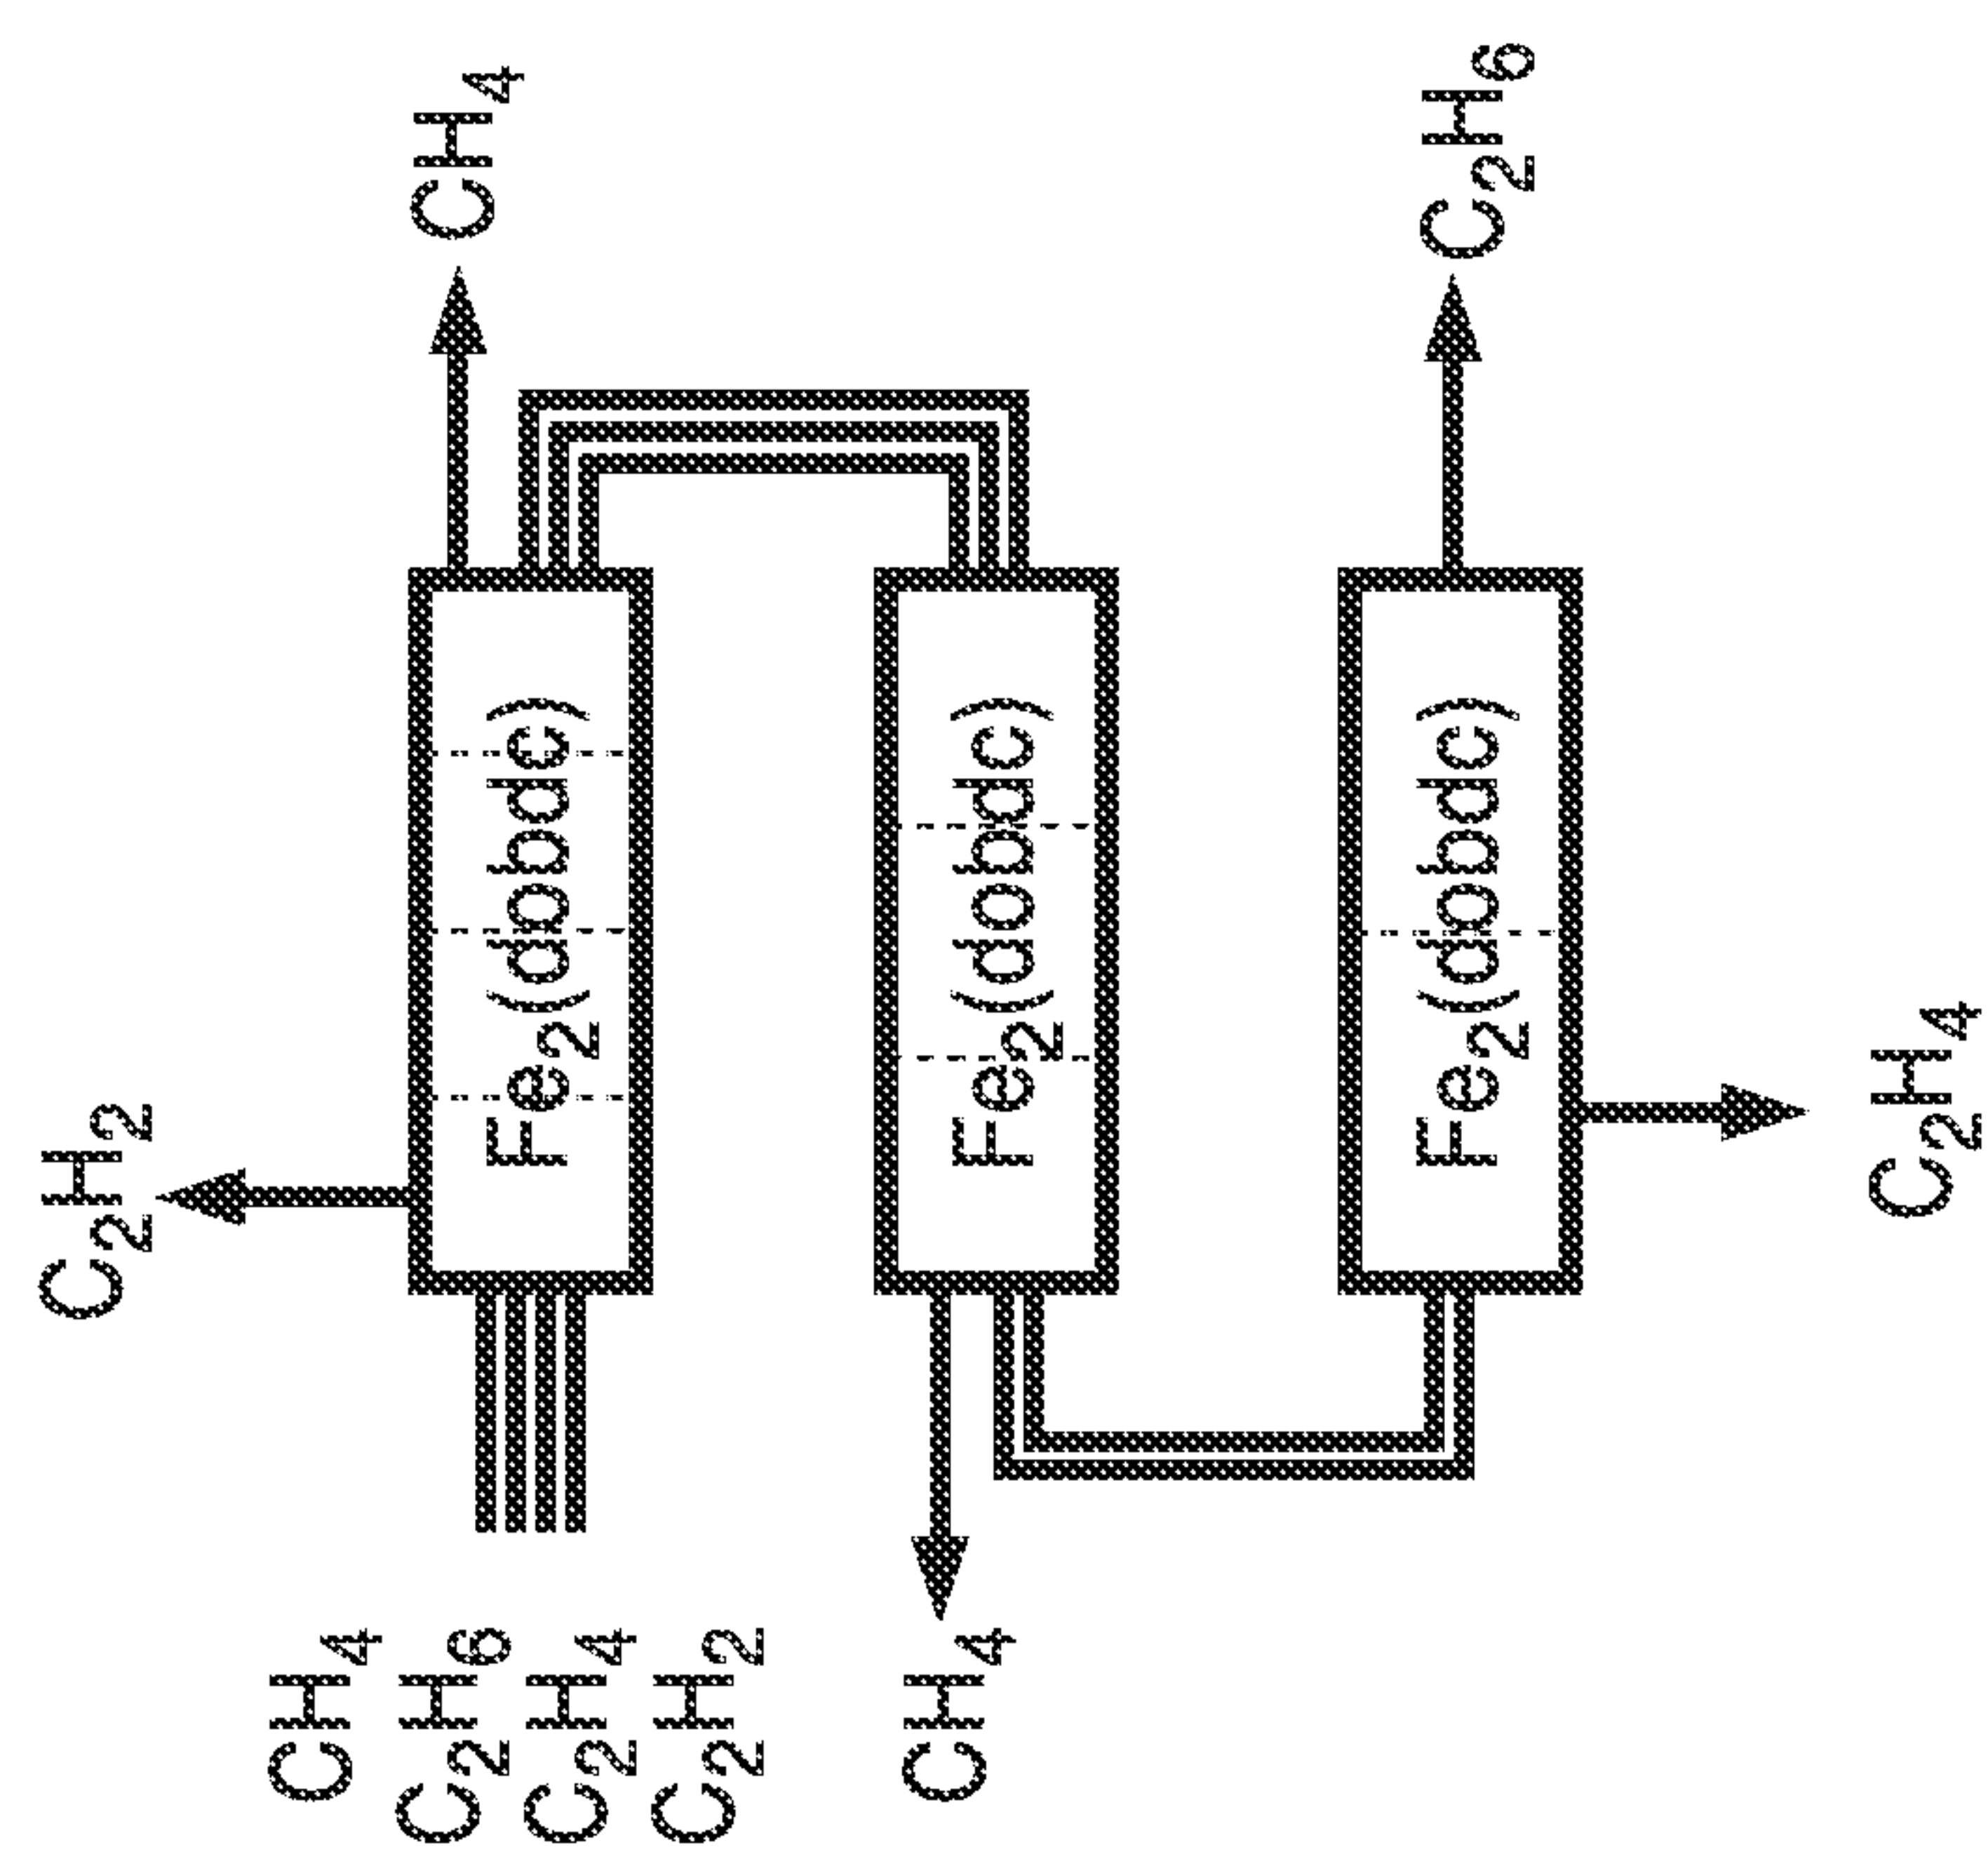 C₂H₂
CH₄
C₂H₆
C₂H₄
C₂H₂
Fe₂(dobdc)
CH₄
CH₄
Fe₂(dobdc)
Fe₂(dobdc)
C₂H₆
C₂H₄